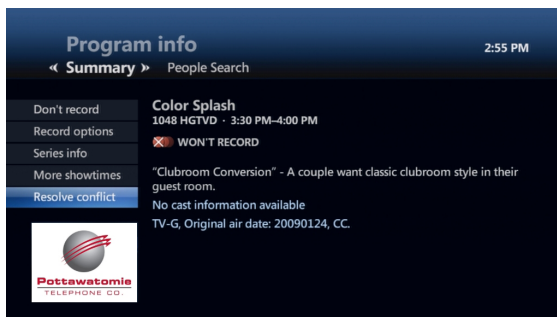 Program info
2:55 PM
« Summary » People Search
Don't record
Record options
Series info
More showtimes
Resolve conflict
Color Splash
1048 HGTVD · 3:30 PM–4:00 PM
WON'T RECORD
"Clubroom Conversion" - A couple want classic clubroom style in their
guest room.
No cast information available
TV-G, Original air date: 20090124, CC.
Pottawatomie
TELEPHONE CO.